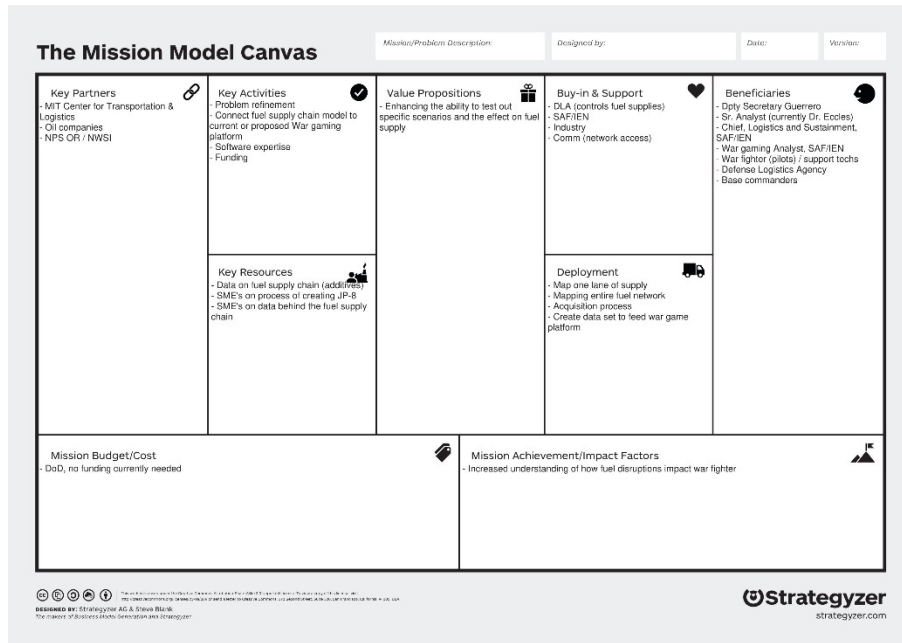 The Mission Model Canvas
Mission/Problem Description:
Designed by:
Date:
Version:
Key Partners
- MIT Center for Transportation &
Logistics
- Oil companies
- NPS OR / NWSI
Key Activities
- Problem refinement
- Connect fuel supply chain model to
current or proposed War gaming
platform
- Software expertise
- Funding
Key Resources
- Data on fuel supply chain (additives)
- SME's on process of creating JP-8
- SME's on data behind the fuel supply
chain
Value Propositions
- Enhancing the ability to test out
specific scenarios and the effect on fuel
supply
Buy-in & Support
- DLA (controls fuel supplies)
- SAF/IEN
- Industry
- Comm (network access)
Deployment
- Map one lane of supply
- Mapping entire fuel network
- Acquisition process
- Create data set to feed war game
platform
Beneficiaries
- Dpty Secretary Guerrero
- Sr. Analyst (currently Dr. Eccles)
- Chief, Logistics and Sustainment,
SAF/IEN
- War gaming Analyst, SAF/IEN
- War fighter (pilots) / support techs
- Defense Logistics Agency
- Base commanders
Mission Budget/Cost
- DoD, no funding currently needed
Mission Achievement/Impact Factors
- Increased understanding of how fuel disruptions impact war fighter
cc
DESIGNED BY: Strategyzer AG & Steve Blank
The makers of Business Model Generation and Strategyzer
Strategyzer
strategyzer.com